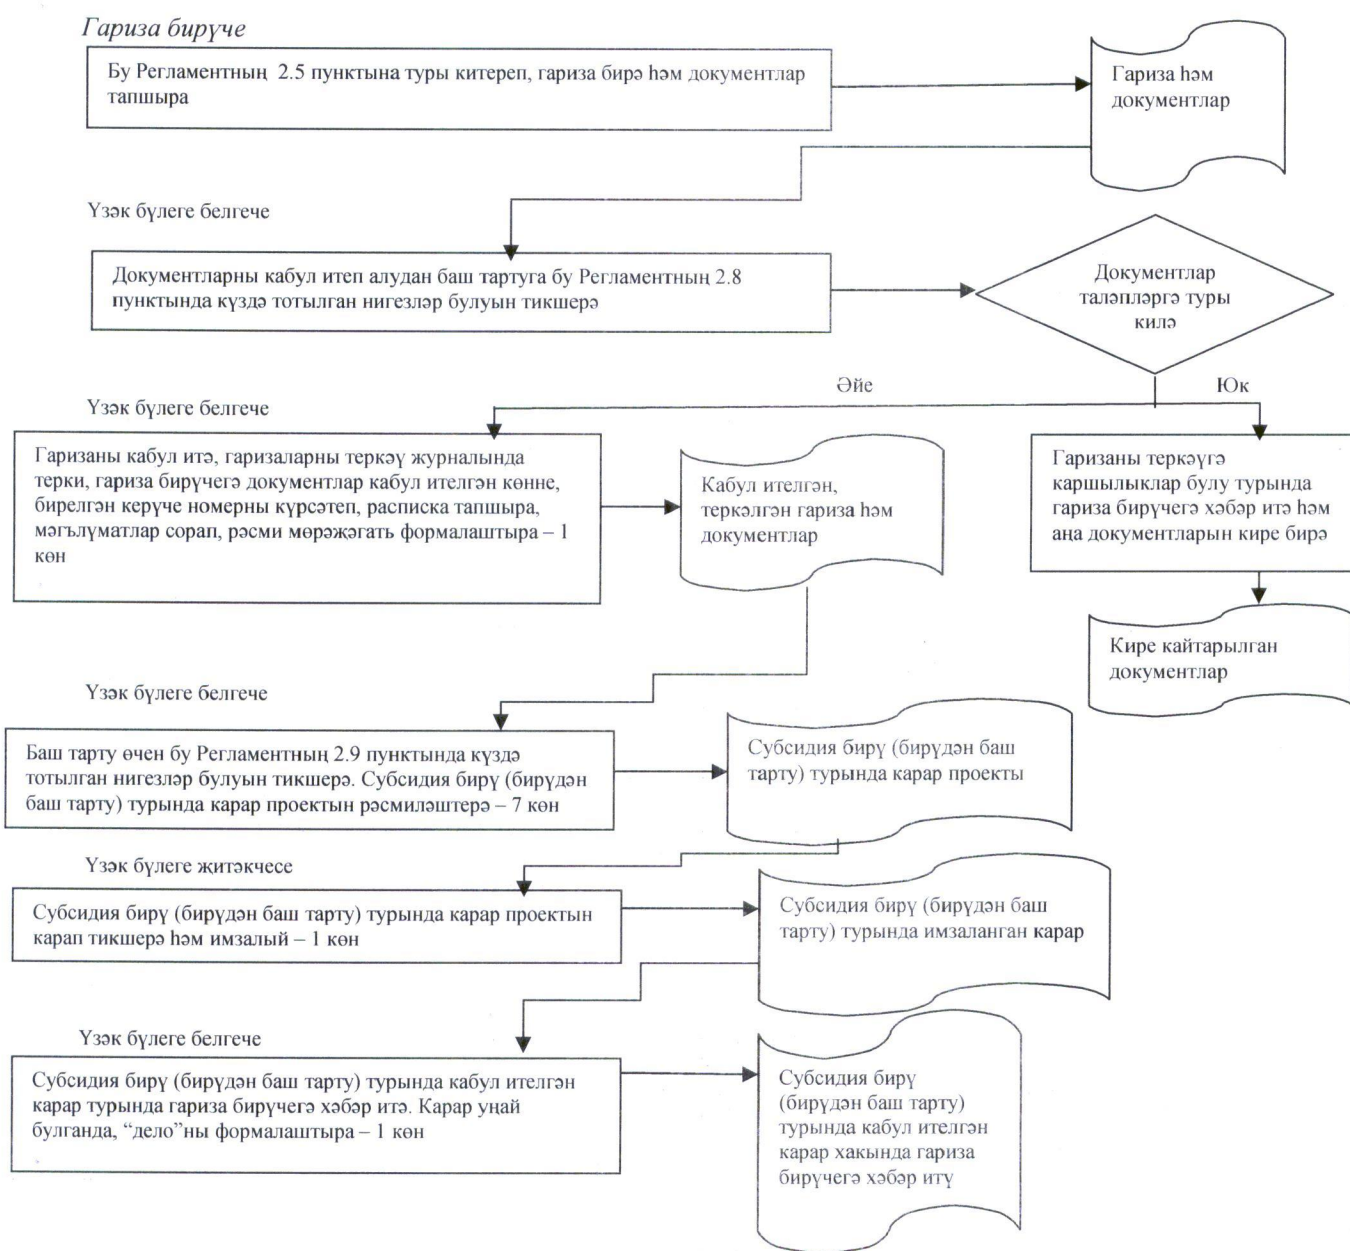 Гариза бирүче
Бу Регламентның 2.5 пунктына туры китереп, гариза бирә һәм документлар
тапшыра
Гариза һәм
документлар
Үзәк бүлеге белгече
Документларны кабул итеп алудан баш тартуга бу Регламентның 2.8
пунктында күздә тотылган нигезләр булуын тикшерә
Документлар
таләпләргә туры
килә
Әйе
Юк
Үзәк бүлеге белгече
Гаризаны кабул итә, гаризаларны теркәү журналында
терки, гариза бирүчегә документлар кабул ителгән көнне,
бирелгән керүче номерны күрсәтеп, расписка тапшыра,
мәгълүматлар сорап, рәсми мөрәҗәгать формалаштыра – 1
көн
Кабул ителгән,
теркәлгән гариза һәм
документлар
Гаризаны теркәүгә
каршылыклар булу турында
гариза бирүчегә хәбәр итә һәм
аңа документларын кире бирә
Кире кайтарылган
документлар
Үзәк бүлеге белгече
Баш тарту өчен бу Регламентның 2.9 пунктында күздә
тотылган нигезләр булуын тикшерә. Субсидия бирү (бирүдән
баш тарту) турында карар проектын рәсмиләштерә – 7 көн
Субсидия бирү (бирүдән баш
тарту) турында карар проекты
Үзәк бүлеге җитәкчесе
Субсидия бирү (бирүдән баш тарту) турында карар проектын
карап тикшерә һәм имзалый – 1 көн
Субсидия бирү (бирүдән баш
тарту) турында имзаланган карар
Үзәк бүлеге белгече
Субсидия бирү (бирүдән баш тарту) турында кабул ителгән
карар турында гариза бирүчегә хәбәр итә. Карар уңай
булганда, “дело”ны формалаштыра – 1 көн
Субсидия бирү
(бирүдән баш тарту)
турында кабул ителгән
карар хакында гариза
бирүчегә хәбәр итү